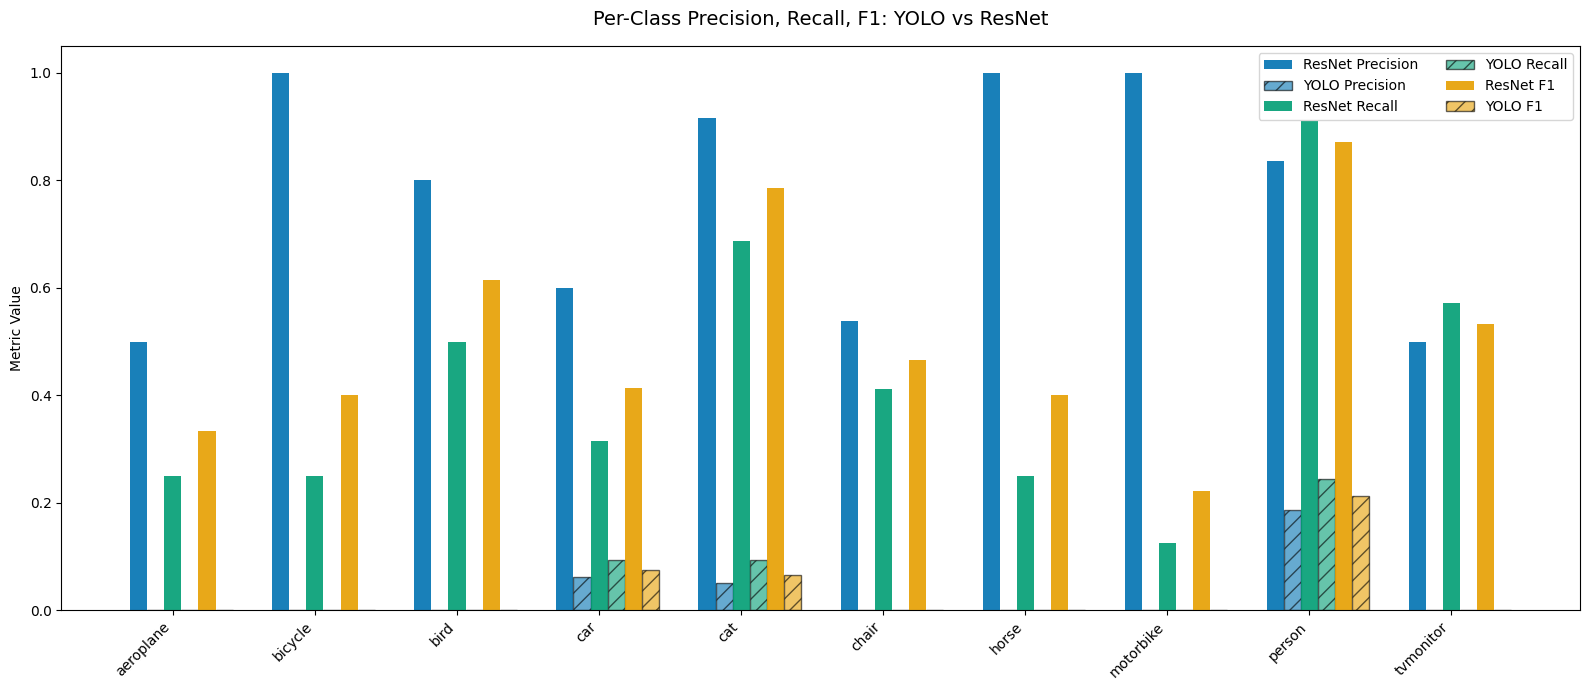 Per-Class Precision, Recall, F1: YOLO vs ResNet
ResNet Precision
YOLO Precision
ResNet Recall
YOLO Recall
ResNet F1
YOLO F1
Metric Value
1.0
0.8
0.6
0.4
0.2
0.0
aeroplane
bicycle
bird
car
cat
chair
horse
motorbike
person
tvmonitor